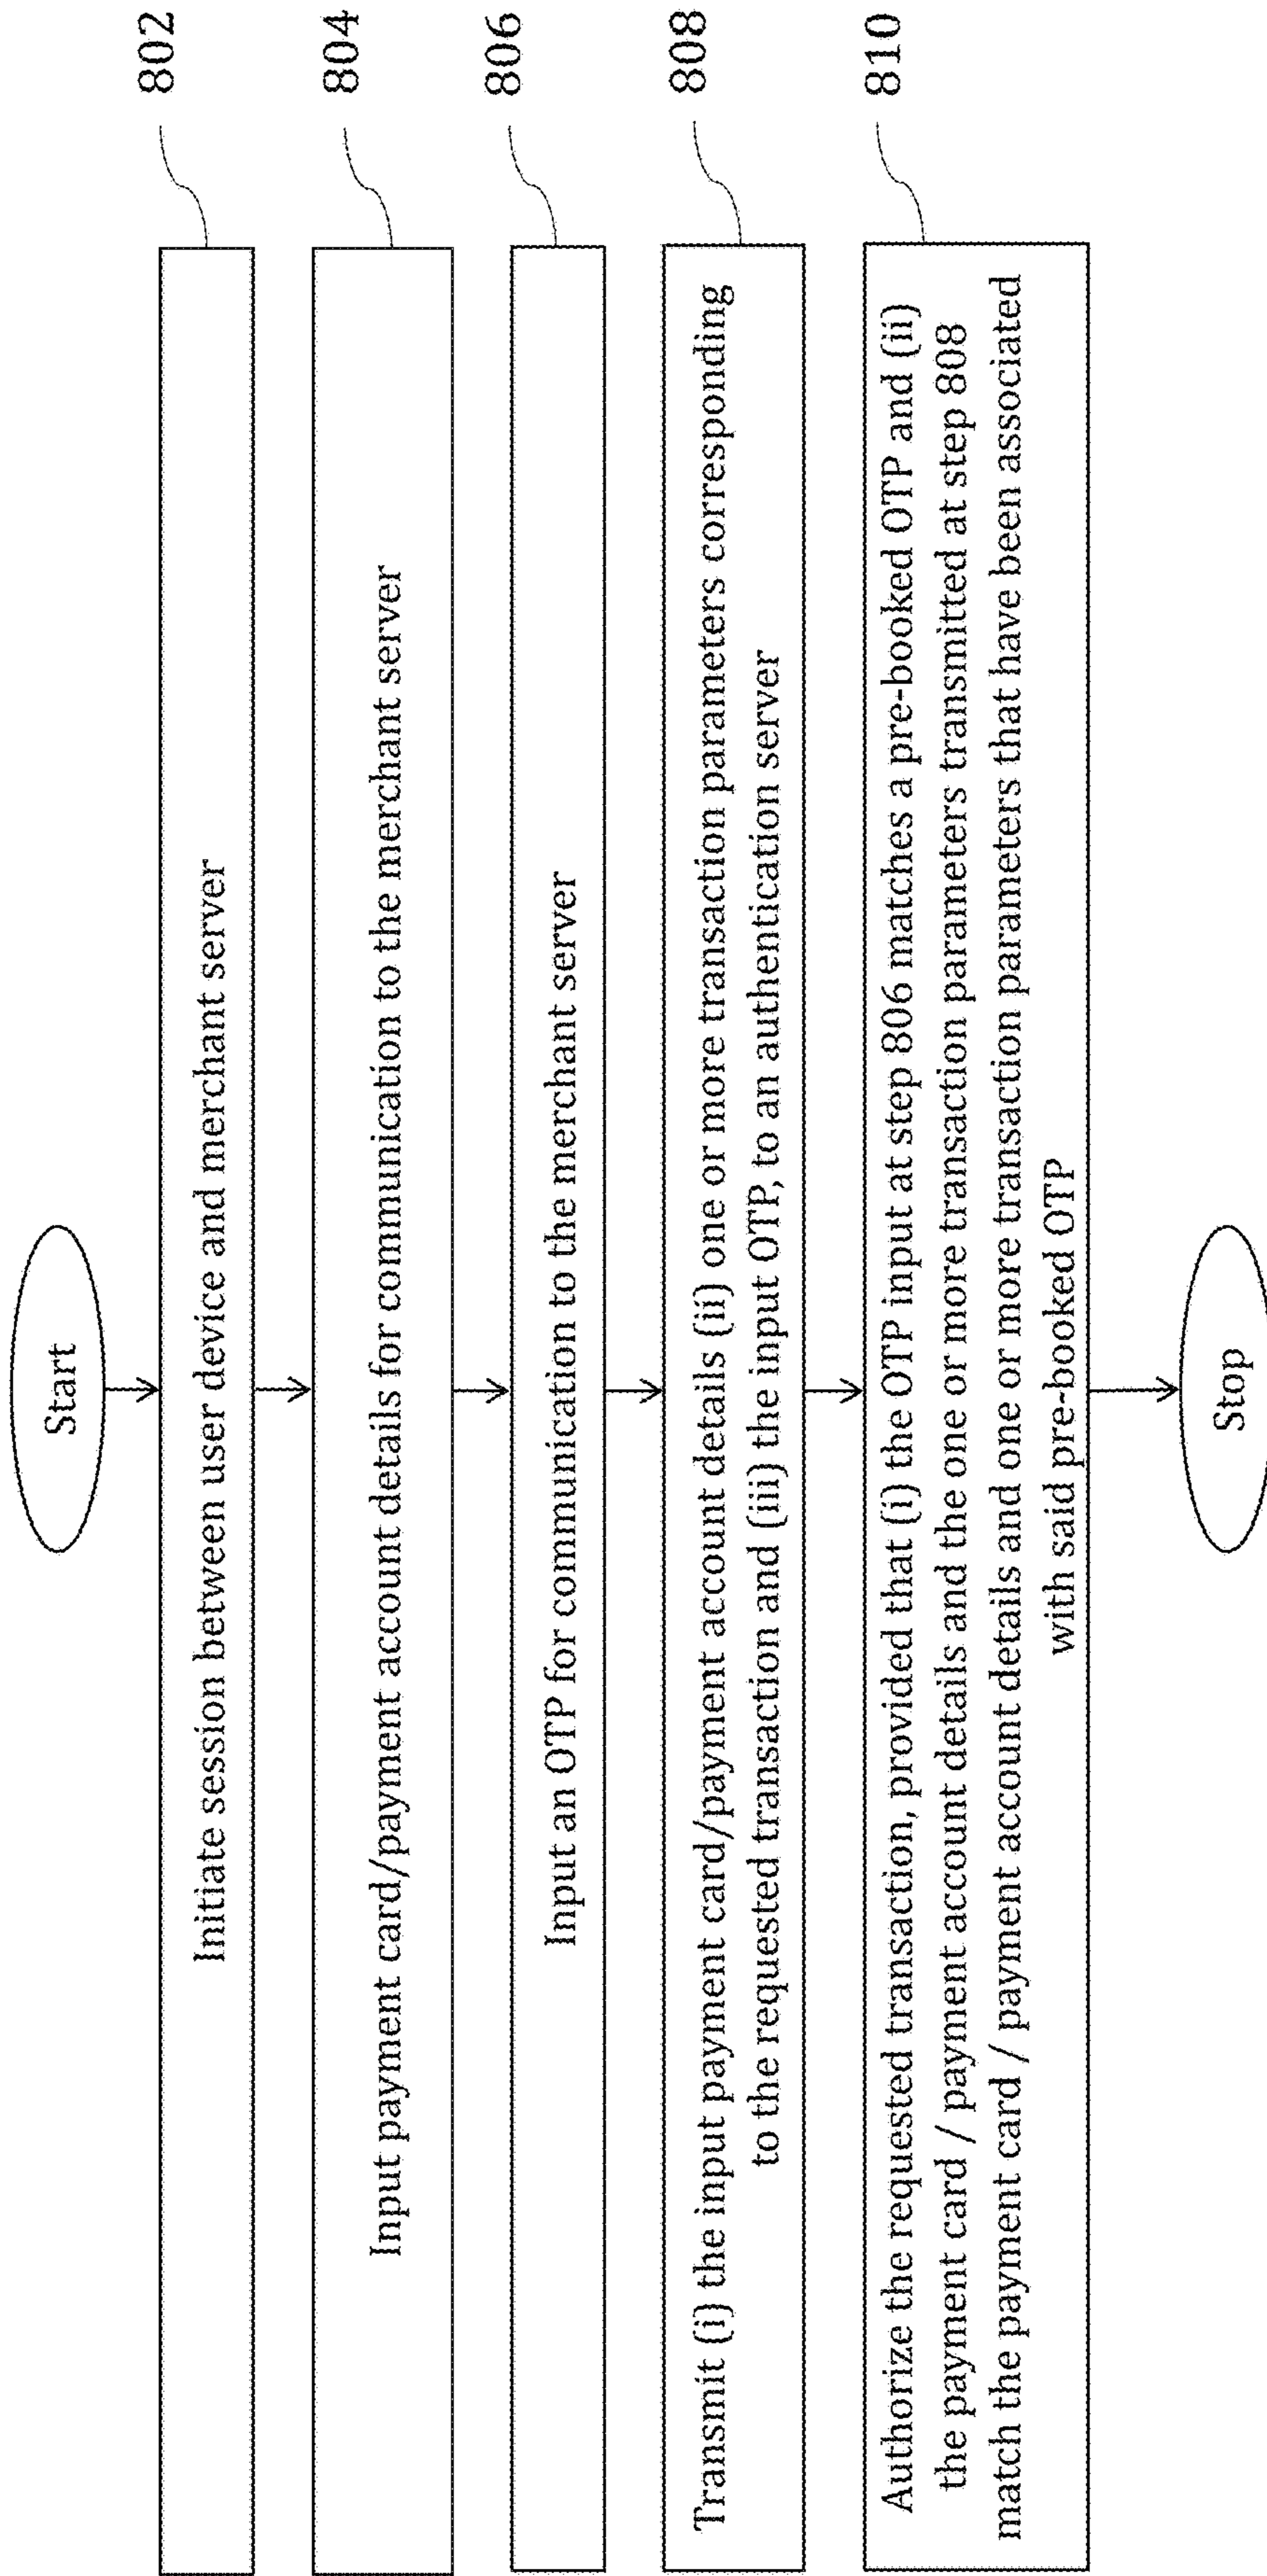 Start
Initiate session between user device and merchant server
802
Input payment card/payment account details for communication to the merchant server
804
Input an OTP for communication to the merchant server
806
Transmit (i) the input payment card/payment account details (ii) one or more transaction parameters corresponding
to the requested transaction and (iii) the input OTP, to an authentication server
808
Authorize the requested transaction, provided that (i) the OTP input at step 806 matches a pre-booked OTP and (ii)
the payment card / payment account details and the one or more transaction parameters transmitted at step 808
match the payment card / payment account details and one or more transaction parameters that have been associated
with said pre-booked OTP
810
Stop